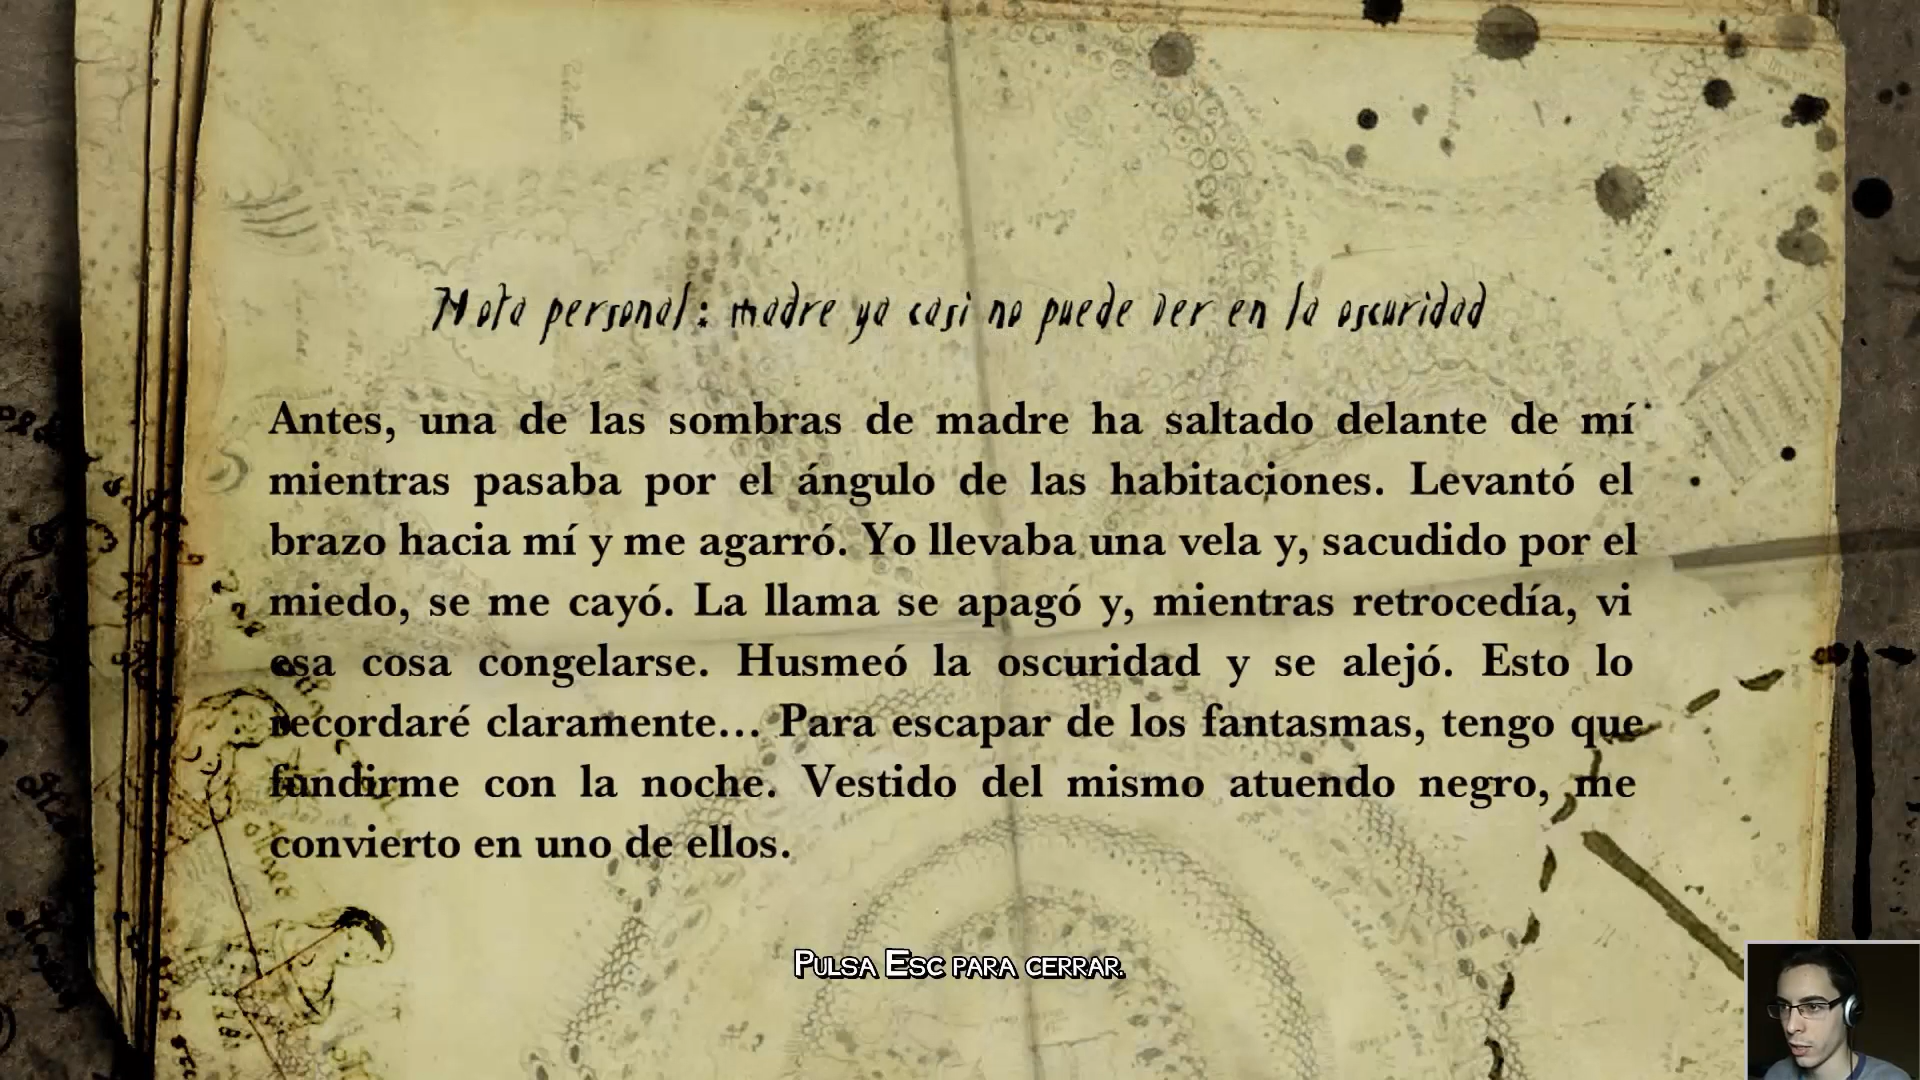 Nota personal: madre ya casi no puede ver en la oscuridad
Antes, una de las sombras de madre ha saltado delante de mí
mientras pasaba por el ángulo de las habitaciones. Levantó el
brazo hacia mí y me agarró. Yo llevaba una vela y, sacudido por el
miedo, se me cayó. La llama se apagó y, mientras retrocedía, vi
esa cosa congelarse. Husmeó la oscuridad y se alejó. Esto lo
recordaré claramente... Para escapar de los fantasmas, tengo que
fundirme con la noche. Vestido del mismo atuendo negro, me
convierto en uno de ellos.
PULSA ESC PARA CERRAR.